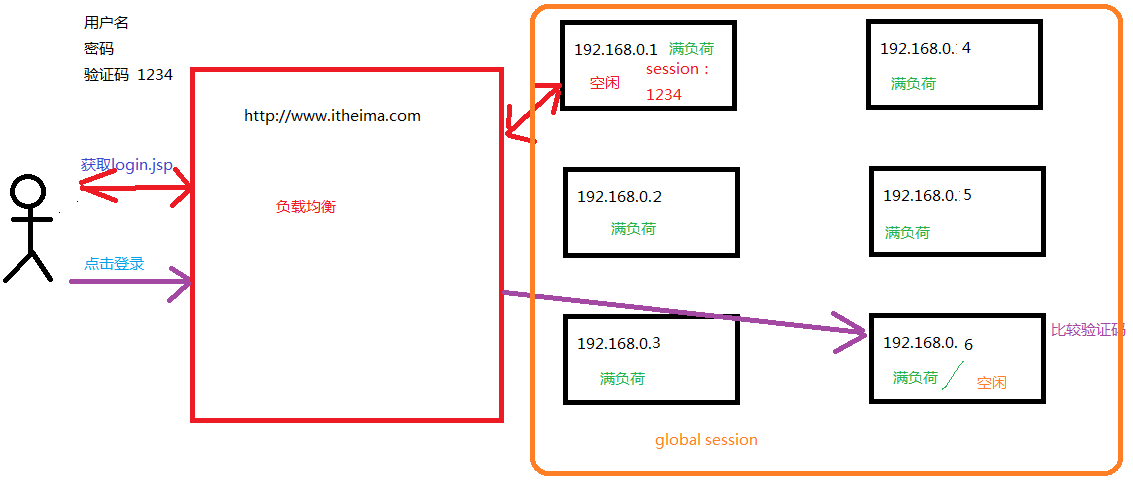 用户名
密码
验证码 1234
http://www.itheima.com
获取login.jsp
负载均衡
点击登录
192.168.0.1 满负荷
空闲 session：
1234
192.168.0. 4
满负荷
192.168.0.2
满负荷
192.168.0. 5
满负荷
192.168.0.3
满负荷
192.168.0. 6
满负荷 空闲
比较验证码
global session